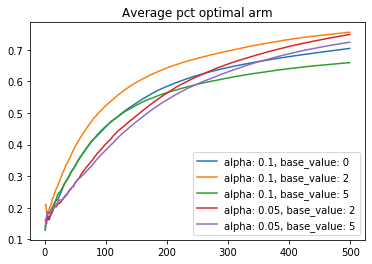 Average pct optimal arm
0.7
0.6
0.5
0.4
0.3
0.2
0.1
alpha: 0.1, base_value: 0
alpha: 0.1, base_value: 2
alpha: 0.1, base_value: 5
alpha: 0.05, base_value: 2
alpha: 0.05, base_value: 5
0 100 200 300 400 500